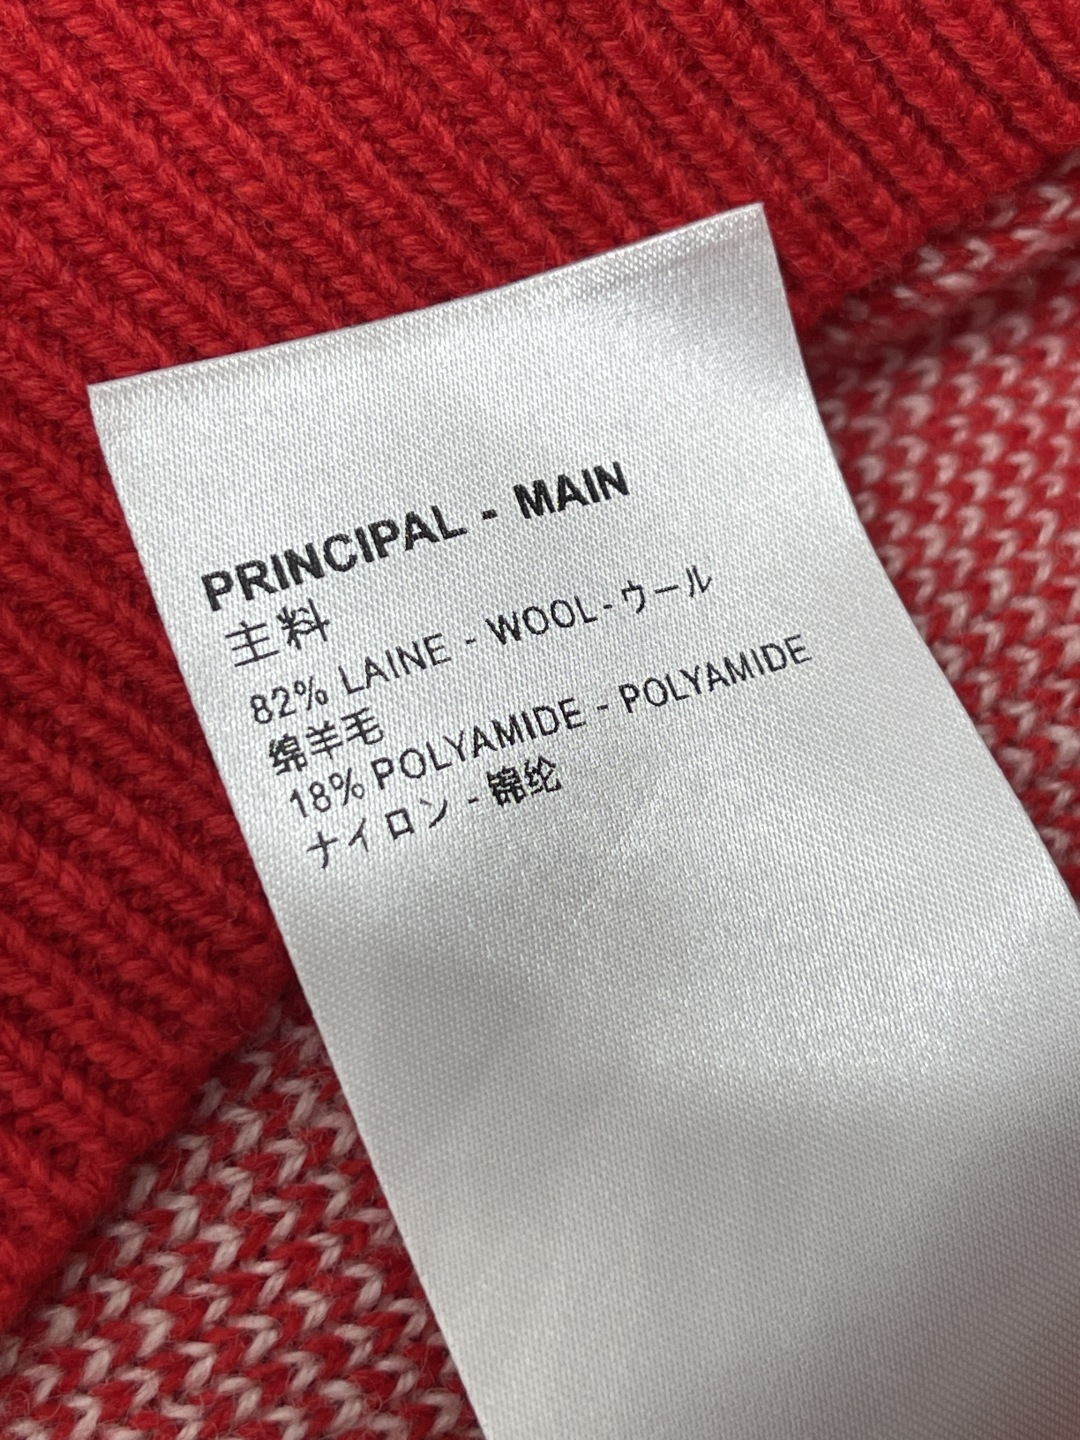 PRINCIPAL - MAIN
主料
82% LAINE - WOOL - ウール
绵羊毛
18% POLYAMIDE - POLYAMIDE
ナイロン - 锦纶